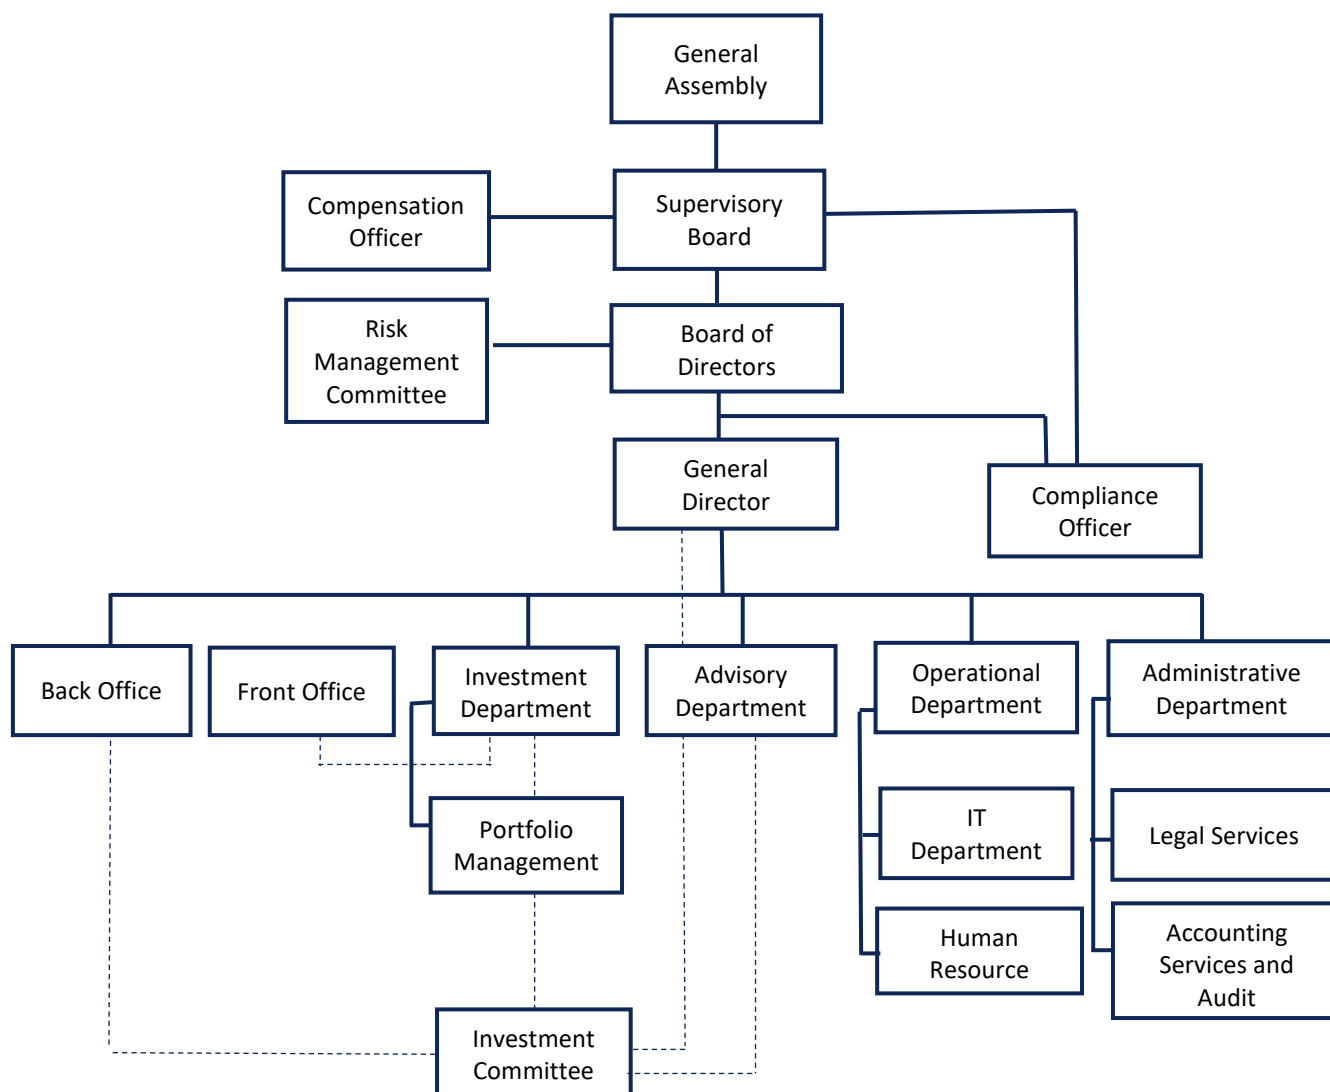 General
Assembly
Compensation
Officer
Supervisory
Board
Risk
Management
Committee
Board of
Directors
General
Director
Compliance
Officer
Back Office
Front Office
Investment
Department
Advisory
Department
Operational
Department
Administrative
Department
Portfolio
Management
IT
Department
Legal Services
Human
Resource
Accounting
Services and
Audit
Investment
Committee